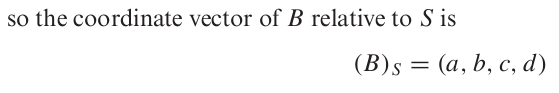 so the coordinate vector of B relative to S is
(B)S = (a, b, c, d)